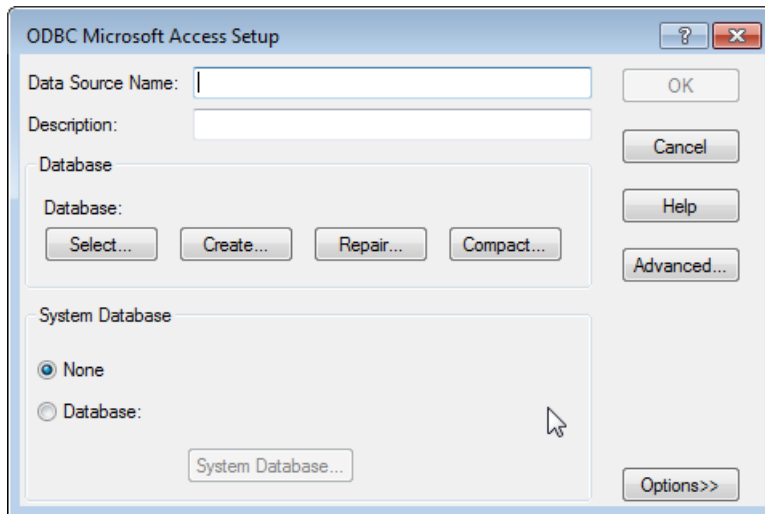 ODBC Microsoft Access Setup
Data Source Name:
OK
Description:
Cancel
Database
Database:
Help
Select...
Create...
Repair...
Compact...
Advanced...
System Database
None
Database:
System Database...
Options>>